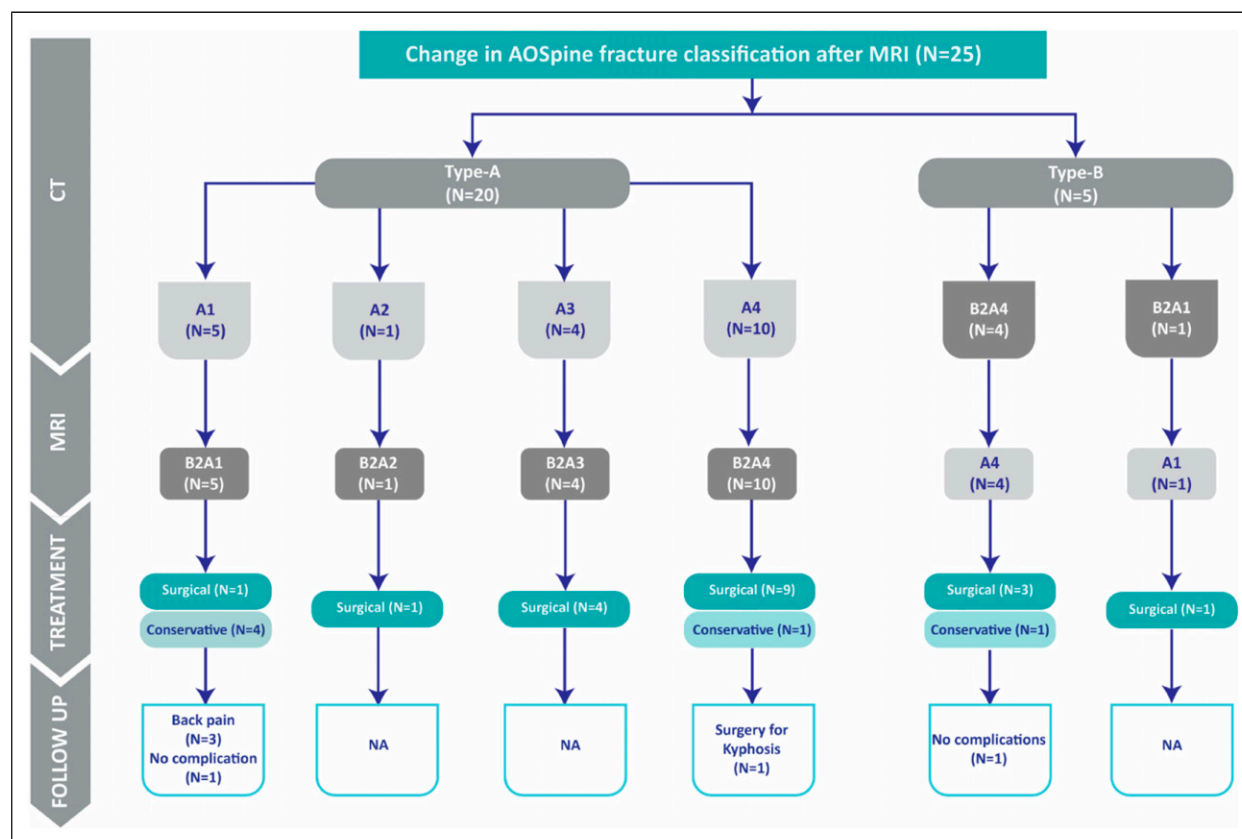 Change in AOSpine fracture classification after MRI (N=25)
CT
Type-A
(N=20)
Type-B
(N=5)
A1
(N=5)
A2
(N=1)
A3
(N=4)
A4
(N=10)
B2A4
(N=4)
B2A1
(N=1)
MRI
B2A1
(N=5)
B2A2
(N=1)
B2A3
(N=4)
B2A4
(N=10)
A4
(N=4)
A1
(N=1)
TREATMENT
Surgical (N=1)
Conservative (N=4)
Surgical (N=1)
Surgical (N=4)
Surgical (N=9)
Conservative (N=1)
Surgical (N=3)
Conservative (N=1)
Surgical (N=1)
FOLLOW UP
Back pain
(N=3)
No complication
(N=1)
NA
NA
Surgery for
Kyphosis
(N=1)
No complications
(N=1)
NA